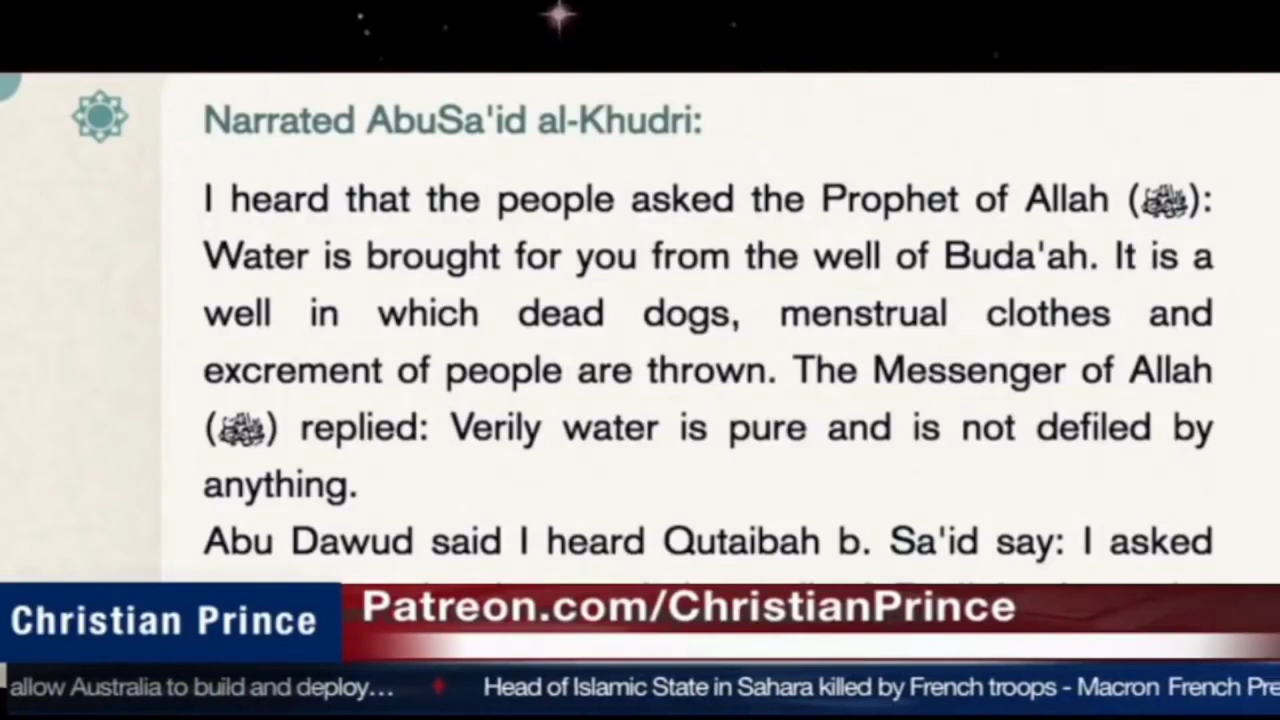 Narrated AbuSa'id al-Khudri:
I heard that the people asked the Prophet of Allah (ﷺ):
Water is brought for you from the well of Buda'ah. It is a
well in which dead dogs, menstrual clothes and
excrement of people are thrown. The Messenger of Allah
(ﷺ) replied: Verily water is pure and is not defiled by
anything.
Abu Dawud said I heard Qutaibah b. Sa'id say: I asked
Christian Prince
Patreon.com/ChristianPrince
allow Australia to build and deploy... ♦ Head of Islamic State in Sahara killed by French troops - Macron French Pre